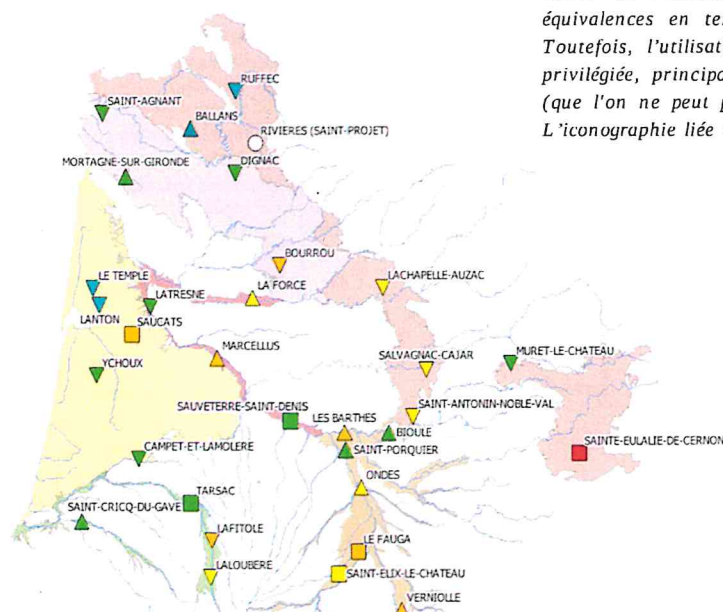 équivalences en
Toutefois,
privilégiée,
(que l'on ne peut
L'iconographie liée
RUFFEC
SAINT-AGNANT
BALLANS
RIVIERES (SAINT-PROJET)
MORTAGNE-SUR-GIRONDE
DIGNAC
BOURROU
LE TEMPLE
LA FORCE
LACHAPELLE-AUZAC
LATRESNE
LANTON
SAUCATS
MARCELLUS
SALVAGNAC-CAJAR
MURET-LE-CHATEAU
YCHOUX
SAUVETERRE-SAINT-DENIS
LES BARTHES
SAINT-ANTONIN-NOBLE-VAL
BIOULE
SAINTE-EULALIE-DE-CERNON
CAMPET-ET-LAMOLERE
SAINT-PORQUIER
ONDES
TARSAC
SAINT-CRICQ-DU-GAVE
LAFITOLE
LE FAUGA
LALOUBERE
SAINT-ELIX-LE-CHATEAU
VERNIOLLE